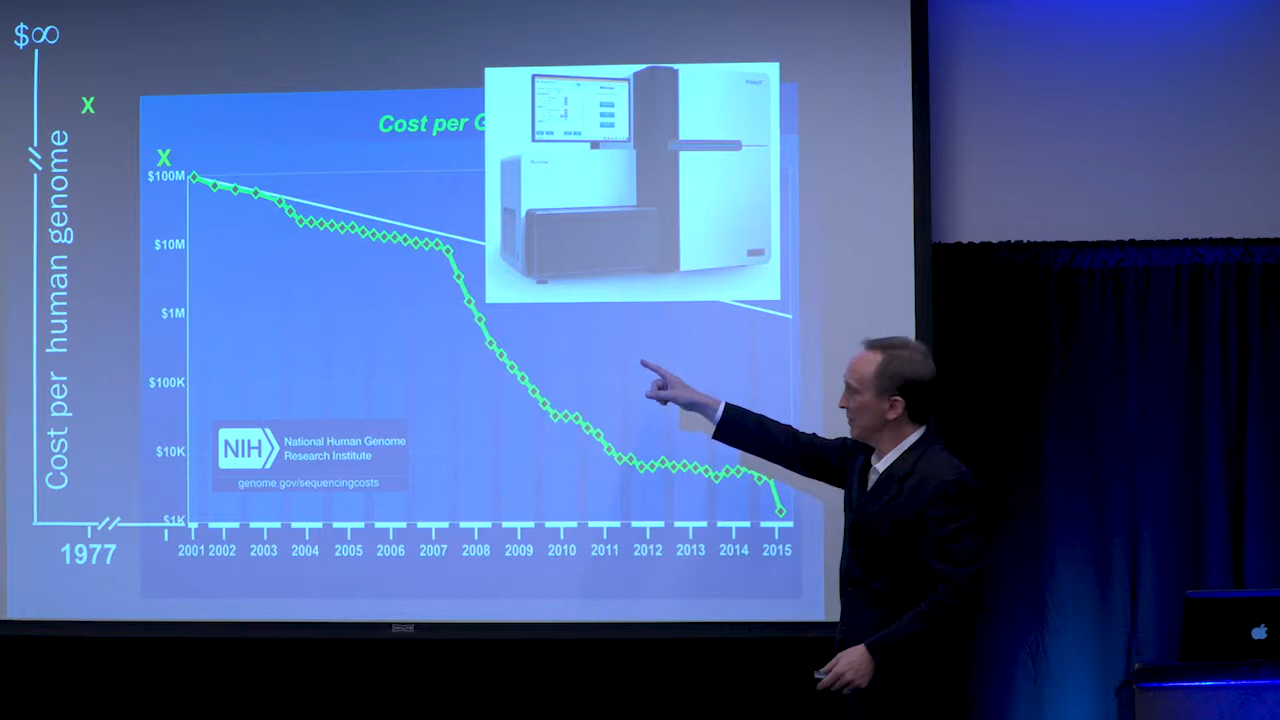 $∞
X
Cost per human genome
Cost per G
X
$100M
$10M
$1M
$100K
$10K
$1K
NIH
National Human Genome
Research Institute
genome.gov/sequencingcosts
2001 2002 2003 2004 2005 2006 2007 2008 2009 2010 2011 2012 2013 2014 2015
1977